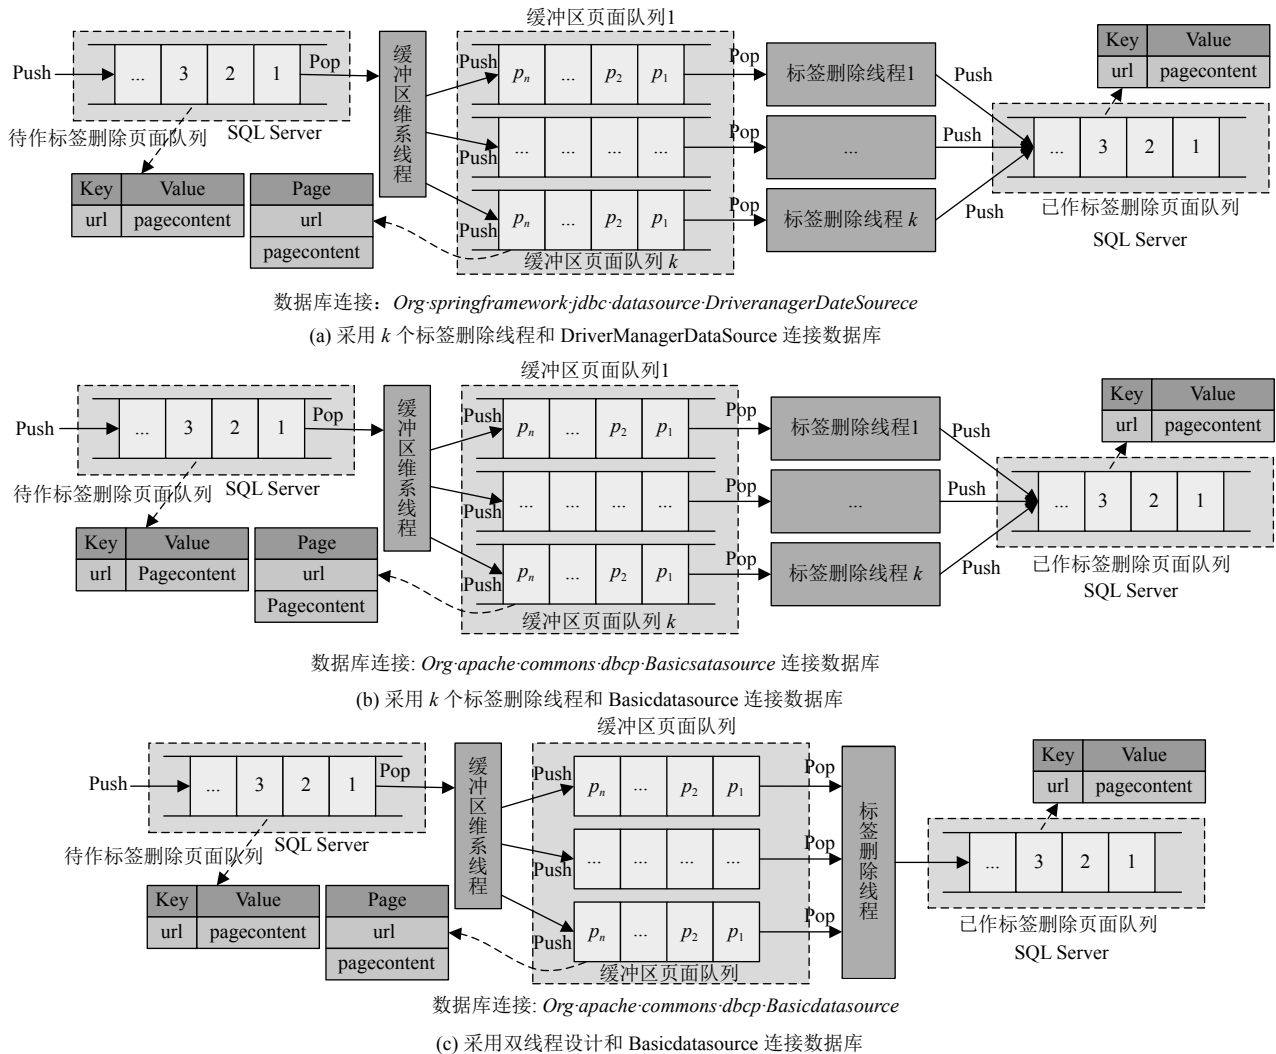 缓冲区页面队列1
Push
... 3 2 1
Pop
待作标签删除页面队列
SQL Server
Key Value
url pagecontent
Page
url
pagecontent
缓冲区维系线程
Push
pn ... p2 p1
Push
... ... ... ...
Push
pn ... p2 p1
缓冲区页面队列 k
Pop
标签删除线程1
Pop
...
Pop
标签删除线程 k
Push
Push
Push
Key Value
url pagecontent
... 3 2 1
已作标签删除页面队列
SQL Server
数据库连接：Org·springframework·jdbc·datasource·DriveranagerDateSourece
(a) 采用 k 个标签删除线程和 DriverManagerDataSource 连接数据库
缓冲区页面队列1
Push
... 3 2 1
Pop
待作标签删除页面队列
SQL Server
Key Value
url Pagecontent
Page
url
Pagecontent
缓冲区维系线程
Push
pn ... p2 p1
Push
... ... ... ...
Push
pn ... p2 p1
缓冲区页面队列 k
Pop
标签删除线程1
Pop
...
Pop
标签删除线程 k
Push
Push
Push
Key Value
url pagecontent
... 3 2 1
已作标签删除页面队列
SQL Server
数据库连接: Org·apache·commons·dbcp·Basicsatasource 连接数据库
(b) 采用 k 个标签删除线程和 Basicdatasource 连接数据库
缓冲区页面队列
Push
... 3 2 1
Pop
待作标签删除页面队列
SQL Server
Key Value
url pagecontent
Page
url
pagecontent
缓冲区维系线程
Push
pn ... p2 p1
Push
... ... ... ...
Push
pn ... p2 p1
缓冲区页面队列
Pop
Pop
Pop
标签删除线程
Key Value
url pagecontent
... 3 2 1
已作标签删除页面队列
SQL Server
数据库连接: Org·apache·commons·dbcp·Basicdatasource
(c) 采用双线程设计和 Basicdatasource 连接数据库